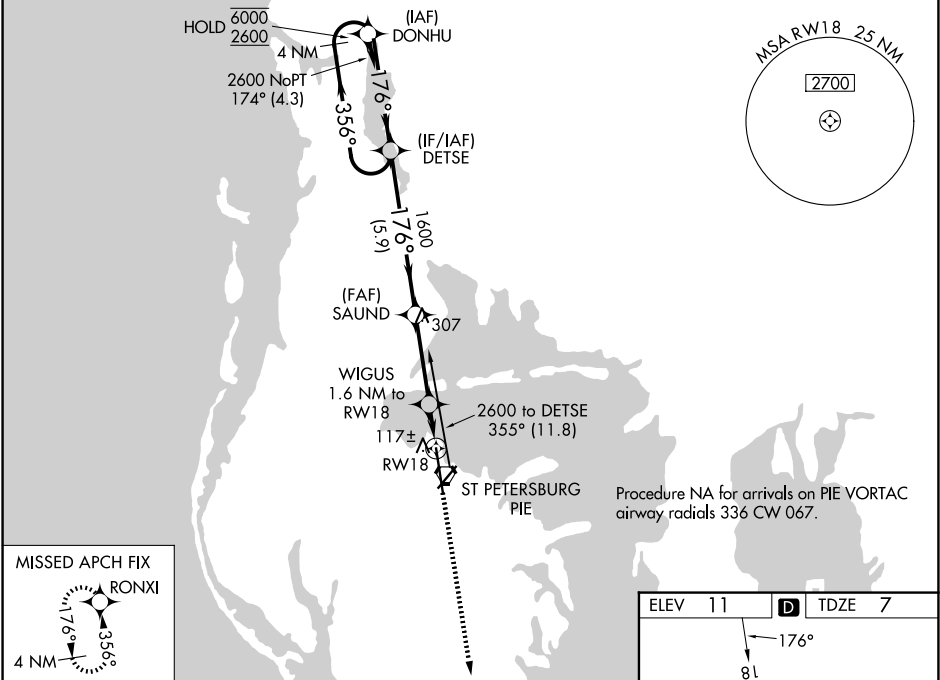 HOLD 6000
2600
4 NM
(IAF)
DONHU
2600 NoPT
174° (4.3)
176°
356°
(IF/IAF)
DETSE
1600
176°
(5.9)
(FAF)
SAUND
307
WIGUS
1.6 NM to
RW18
2600 to DETSE
355° (11.8)
117±
RW18
ST PETERSBURG
PIE
MSA RW18 25 NM
2700
Procedure NA for arrivals on PIE VORTAC
airway radials 336 CW 067.
MISSED APCH FIX
RONXI
176°
356°
4 NM
ELEV 11 D TDZE 7
176°
18